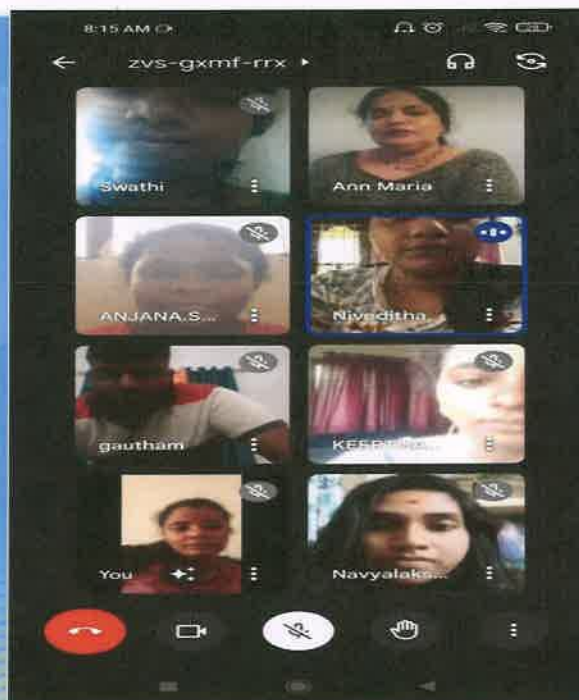 8:15 AM
zvs-gxmf-rrx
Swathi
Ann Maria
ANJANA.S...
Niveditha
gautham
You
Navyalaks...